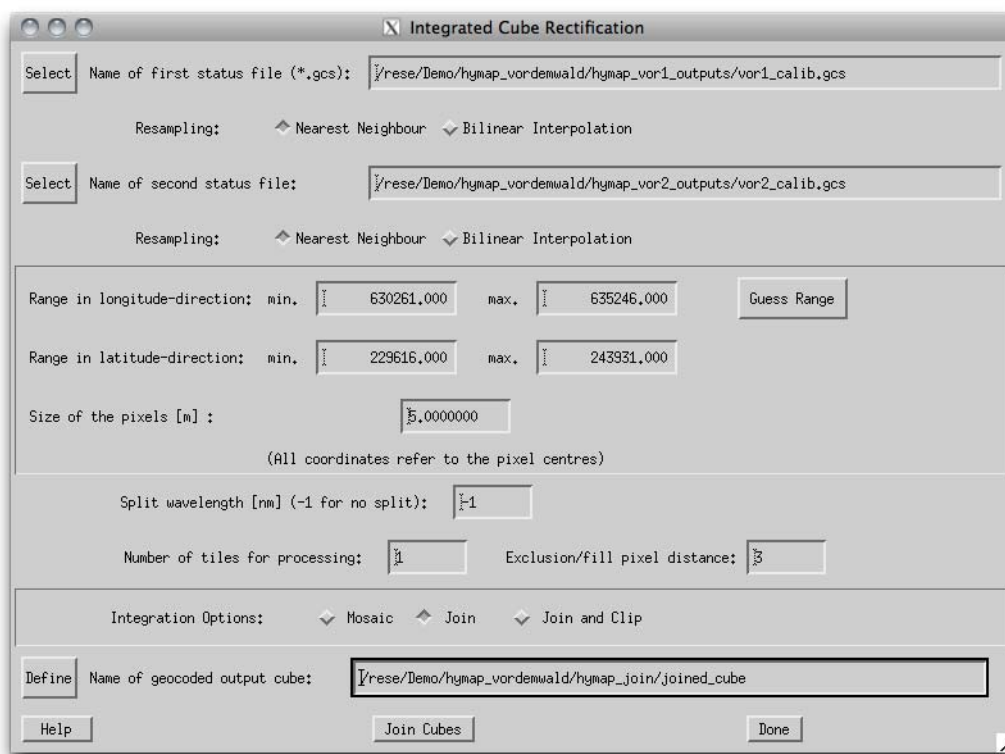 Integrated Cube Rectification
Select Name of first status file (*.gcs): /rese/Demo/hymap_vordemwald/hymap_vor1_outputs/vor1_calib.gcs
Resampling: Nearest Neighbour Bilinear Interpolation
Select Name of second status file: /rese/Demo/hymap_vordemwald/hymap_vor2_outputs/vor2_calib.gcs
Resampling: Nearest Neighbour Bilinear Interpolation
Range in longitude-direction: min. 630261.000 max. 635246.000 Guess Range
Range in latitude-direction: min. 229616.000 max. 243931.000
Size of the pixels [m] : 5.0000000
(All coordinates refer to the pixel centres)
Split wavelength [nm] (-1 for no split): -1
Number of tiles for processing: 1 Exclusion/fill pixel distance: 3
Integration Options: Mosaic Join Join and Clip
Define Name of geocoded output cube: /rese/Demo/hymap_vordemwald/hymap_join/joined_cube
Help Join Cubes Done